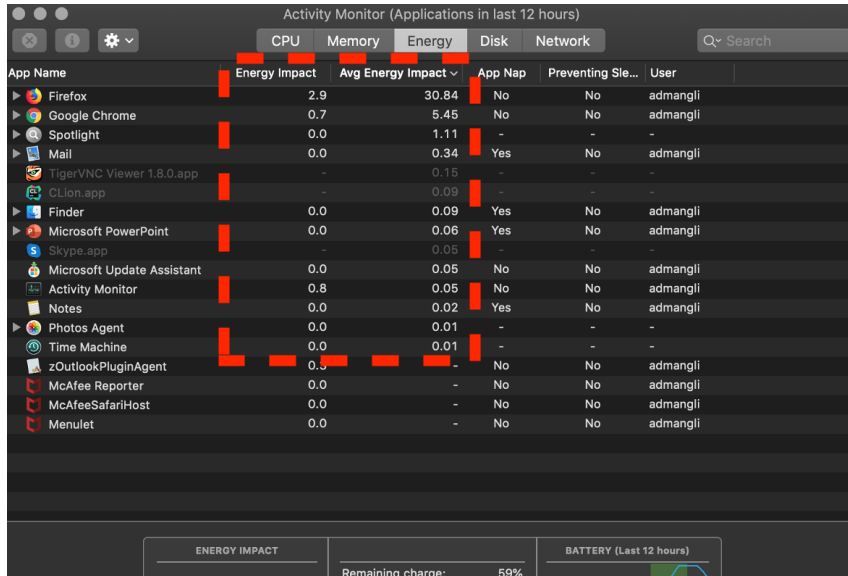 Activity Monitor (Applications in last 12 hours)
CPU Memory Energy Disk Network Search
App Name Energy Impact Avg Energy Impact App Nap Preventing Sle... User
Firefox 2.9 30.84 No No admangli
Google Chrome 0.7 5.45 No No admangli
Spotlight 0.0 1.11 - - -
Mail 0.0 0.34 Yes No admangli
TigerVNC Viewer 1.8.0.app - 0.15 - - -
CLion.app - 0.09 - - -
Finder 0.0 0.09 Yes No admangli
Microsoft PowerPoint 0.0 0.06 Yes No admangli
Skype.app - 0.05 - - -
Microsoft Update Assistant 0.0 0.05 No No admangli
Activity Monitor 0.8 0.05 No No admangli
Notes 0.0 0.02 Yes No admangli
Photos Agent 0.0 0.01 - - -
Time Machine 0.0 0.01 - - -
zOutlookPluginAgent - No No admangli
McAfee Reporter 0.0 - No No admangli
McAfeeSafariHost 0.0 - No No admangli
Menulet 0.0 - No No admangli
ENERGY IMPACT BATTERY (Last 12 hours)
Remaining charge: 59%